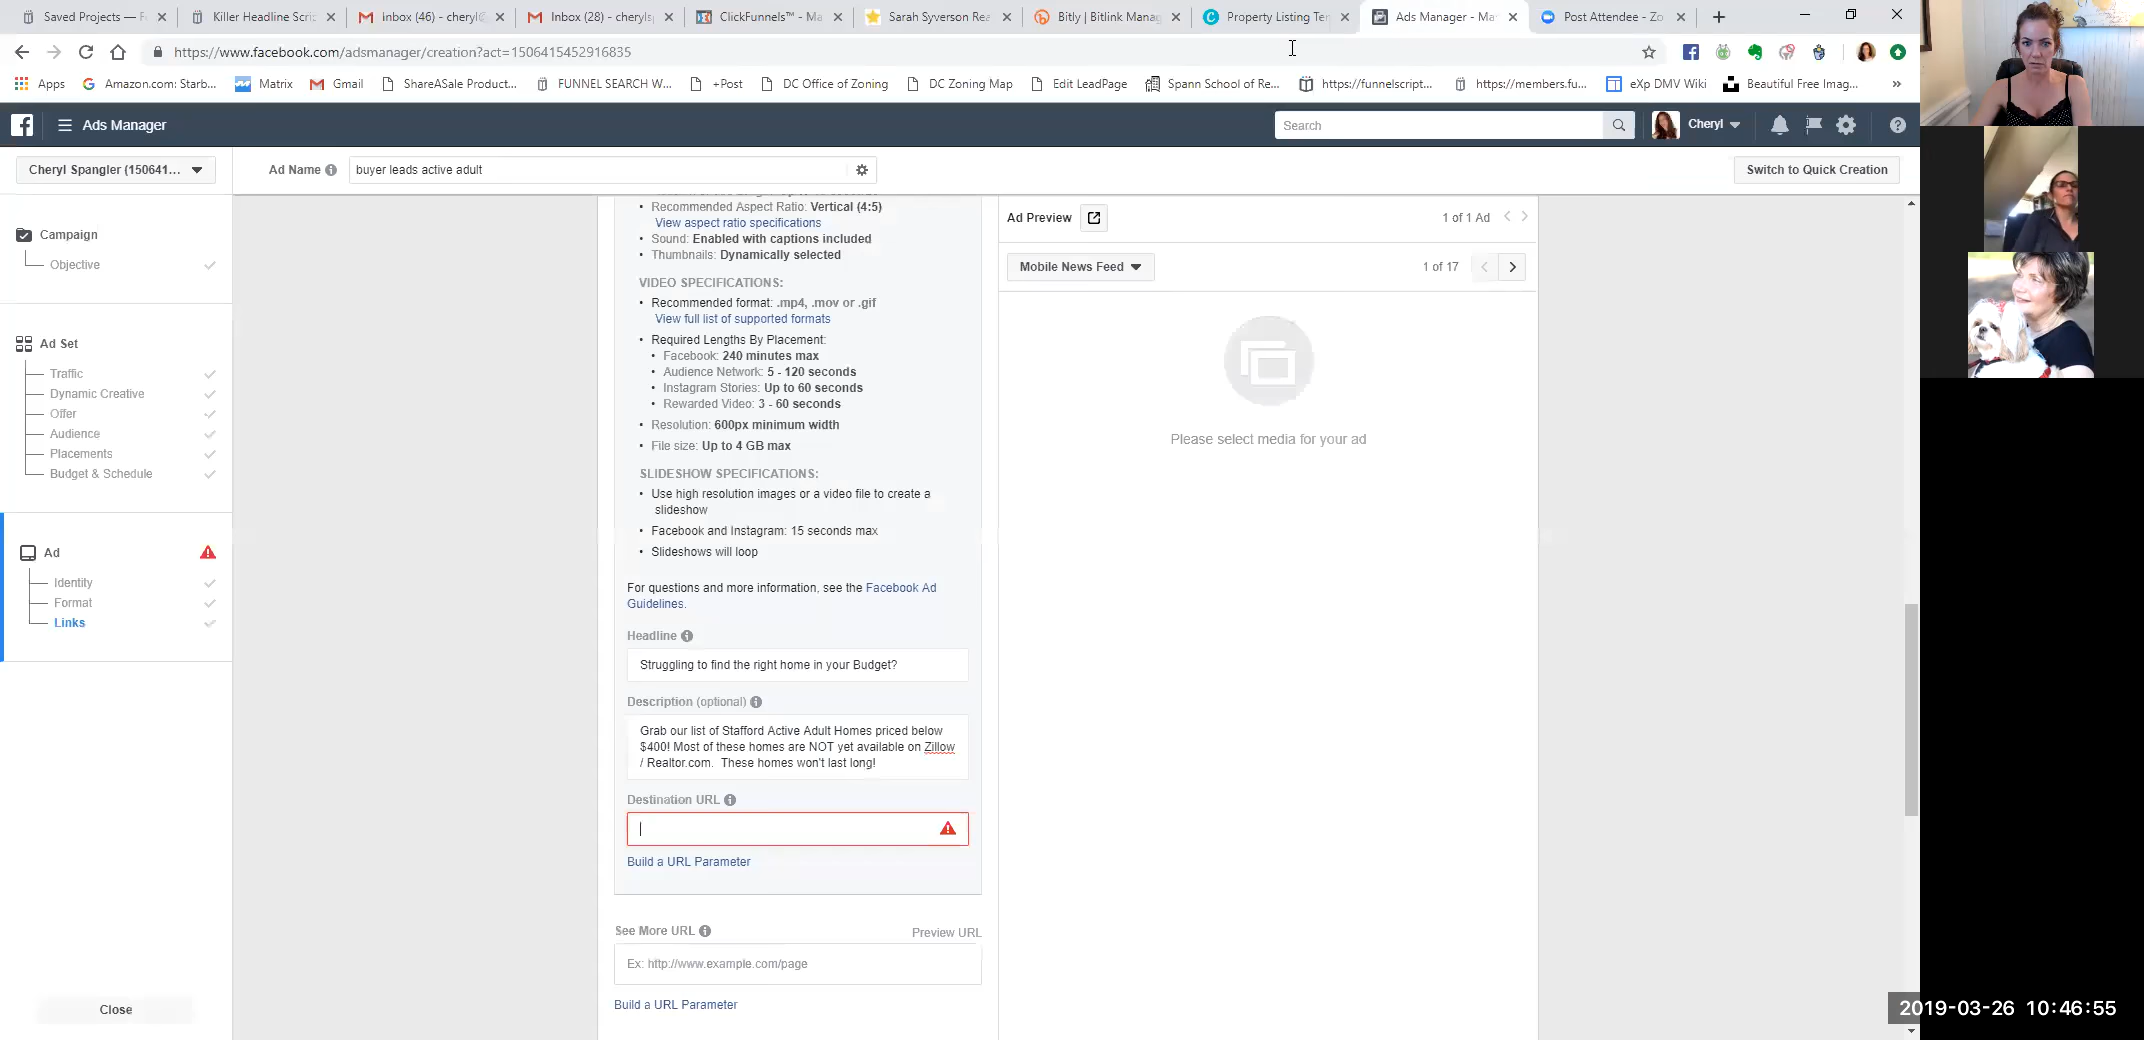 Saved Projects — F
Killer Headline Scri
Inbox (46) - cheryl@
Inbox (28) - cheryls
ClickFunnels™ - Ma
Sarah Syverson Rea
Bitly | Bitlink Manag
Property Listing Ter
Ads Manager - Ma
Post Attendee - Zo
https://www.facebook.com/adsmanager/creation?act=1506415452916835
Apps
Amazon.com: Starb...
Matrix
Gmail
ShareASale Product...
FUNNEL SEARCH W...
+Post
DC Office of Zoning
DC Zoning Map
Edit LeadPage
Spann School of Re...
https://funnelscript...
https://members.fu...
eXp DMV Wiki
Beautiful Free Imag...
»
Ads Manager
Search
Cheryl
Cheryl Spangler (150641...
Ad Name
buyer leads active adult
Switch to Quick Creation
Campaign
Objective
Ad Set
Traffic
Dynamic Creative
Offer
Audience
Placements
Budget & Schedule
Ad
Identity
Format
Links
Close
• Recommended Aspect Ratio: Vertical (4:5)
View aspect ratio specifications
• Sound: Enabled with captions included
• Thumbnails: Dynamically selected
VIDEO SPECIFICATIONS:
• Recommended format: .mp4, .mov or .gif
View full list of supported formats
• Required Lengths By Placement:
• Facebook: 240 minutes max
• Audience Network: 5 - 120 seconds
• Instagram Stories: Up to 60 seconds
• Rewarded Video: 3 - 60 seconds
• Resolution: 600px minimum width
• File size: Up to 4 GB max
SLIDESHOW SPECIFICATIONS:
• Use high resolution images or a video file to create a
slideshow
• Facebook and Instagram: 15 seconds max
• Slideshows will loop
For questions and more information, see the Facebook Ad
Guidelines.
Headline
Struggling to find the right home in your Budget?
Description (optional)
Grab our list of Stafford Active Adult Homes priced below
$400! Most of these homes are NOT yet available on Zillow
/ Realtor.com. These homes won't last long!
Destination URL
Build a URL Parameter
See More URL
Preview URL
Ex: http://www.example.com/page
Build a URL Parameter
Ad Preview
1 of 1 Ad
Mobile News Feed
1 of 17
Please select media for your ad
2019-03-26 10:46:55